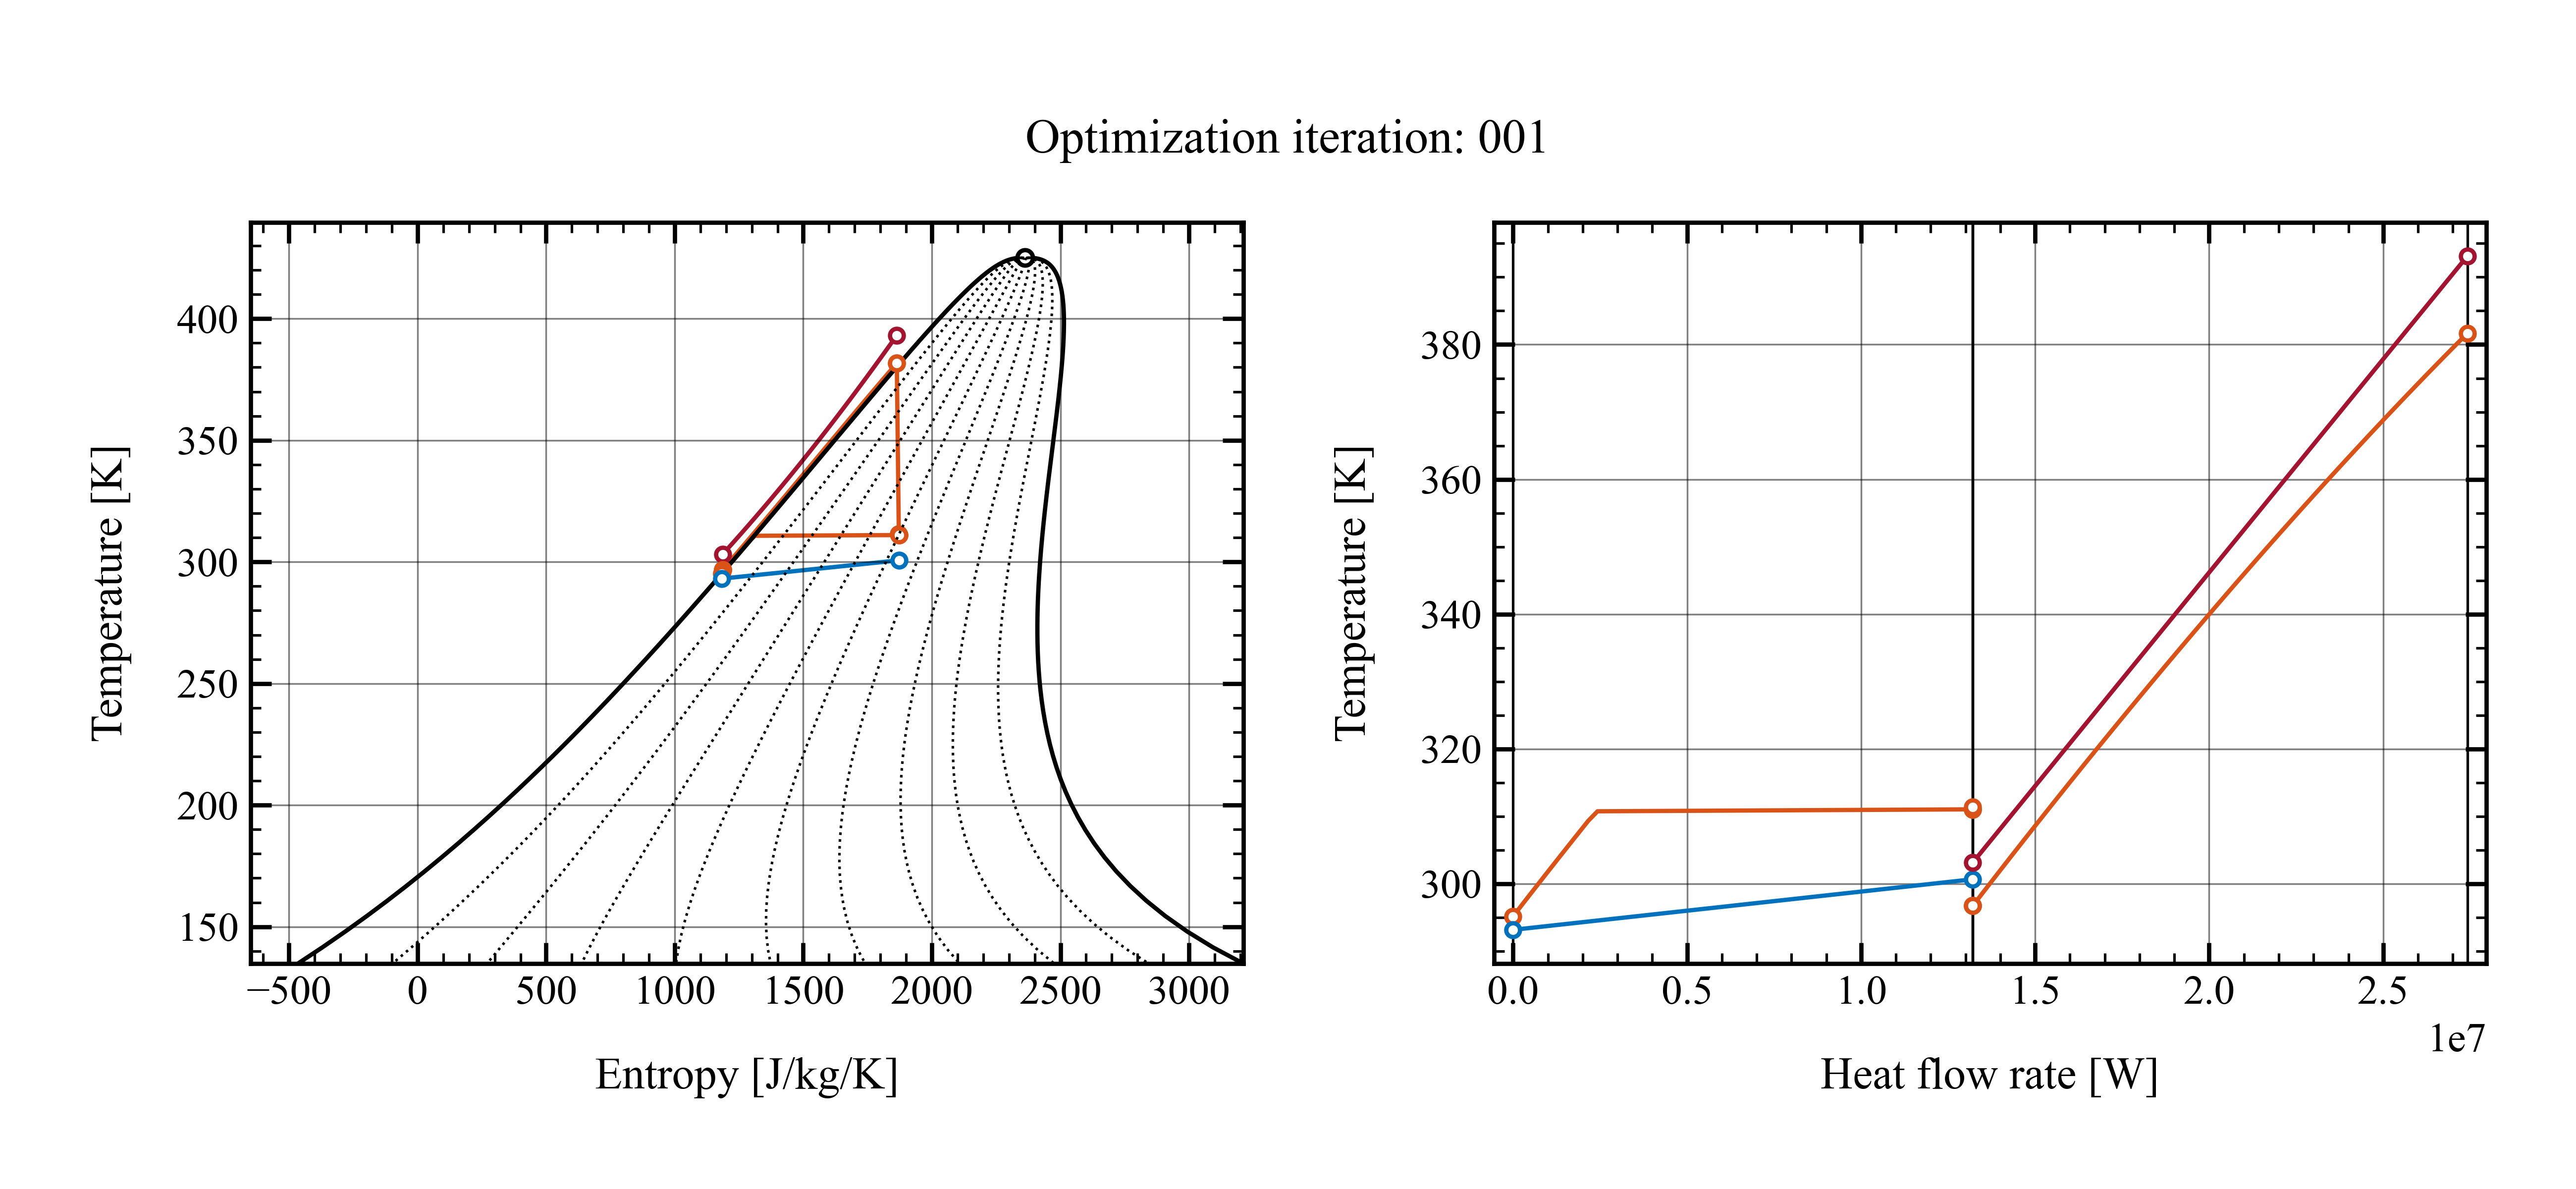 Optimization iteration: 001
Temperature [K]
400
350
300
250
200
150
−500 0 500 1000 1500 2000 2500 3000
Entropy [J/kg/K]
Temperature [K]
380
360
340
320
300
0.0 0.5 1.0 1.5 2.0 2.5
1e7
Heat flow rate [W]